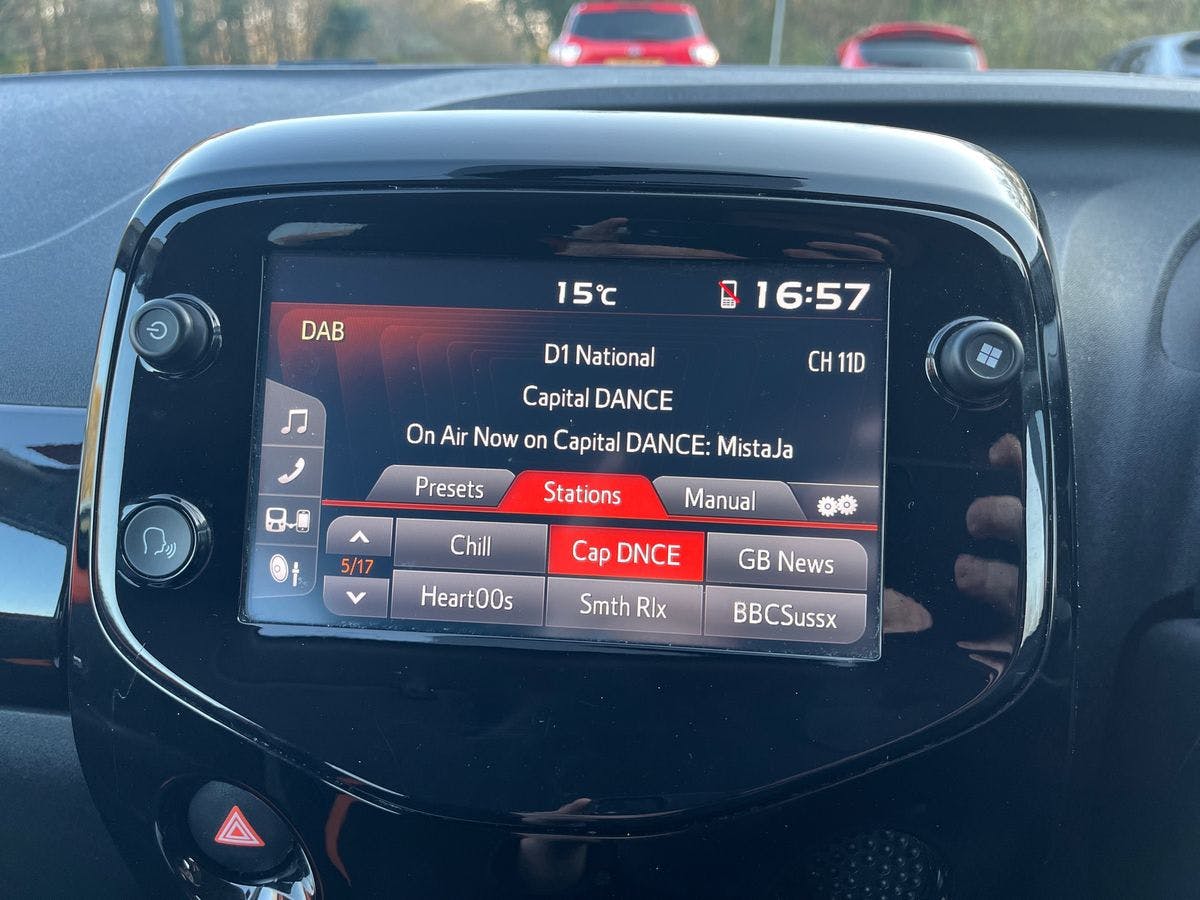 15°C 16:57
DAB
D1 National
CH 11D
Capital DANCE
On Air Now on Capital DANCE: MistaJa
Presets Stations Manual
Chill Cap DNCE GB News
5/17
Heart00s Smth Rlx BBCSussx